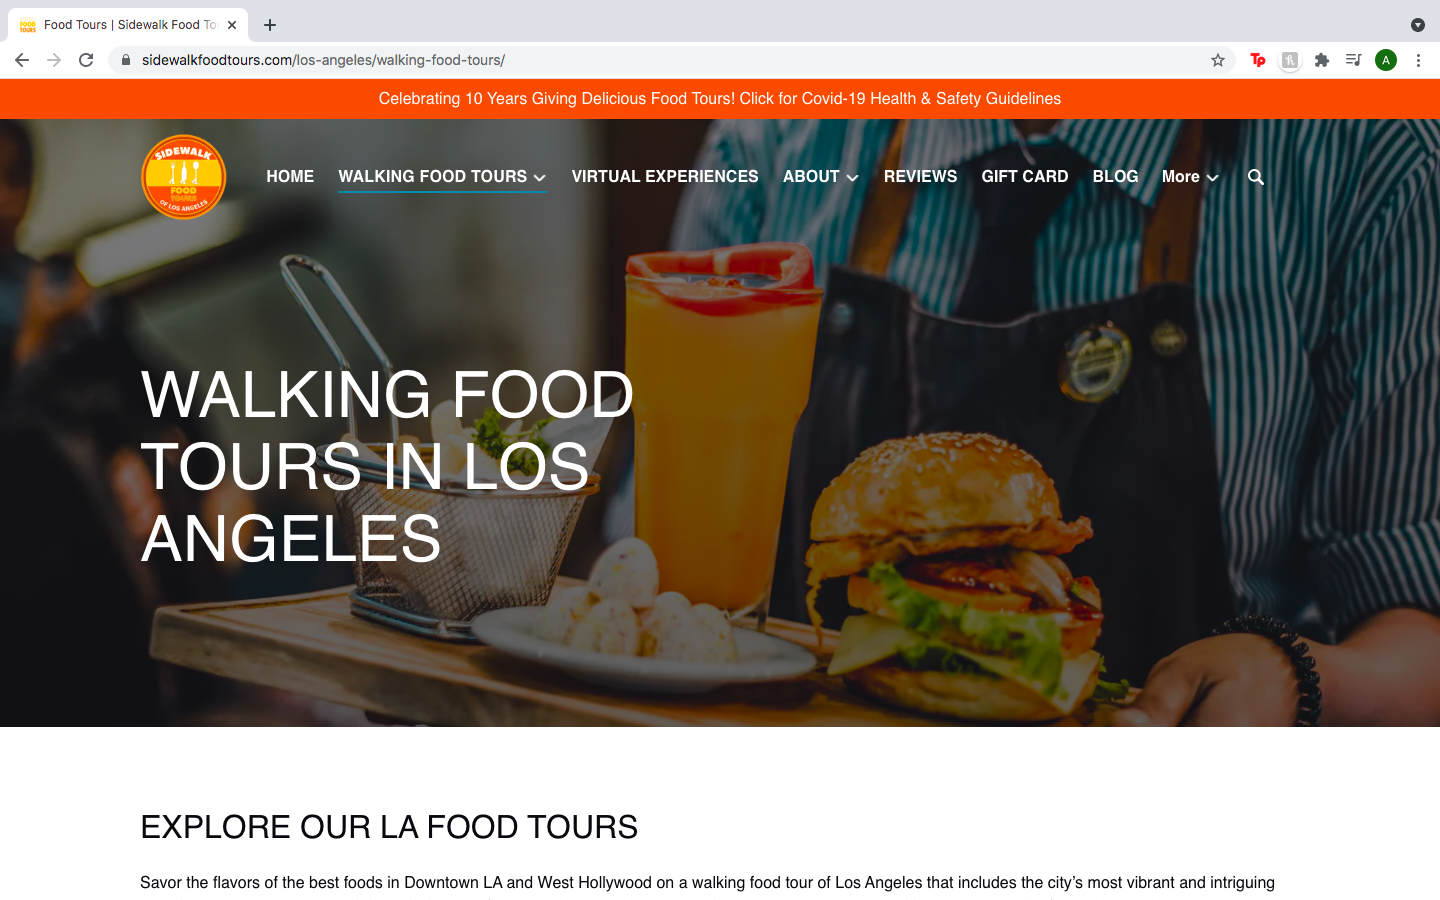 Food Tours | Sidewalk Food To
sidewalkfoodtours.com/los-angeles/walking-food-tours/
Tp
A
Celebrating 10 Years Giving Delicious Food Tours! Click for Covid-19 Health & Safety Guidelines
SIDEWALK
FOOD
TOURS
OF LOS ANGELES
HOME
WALKING FOOD TOURS
VIRTUAL EXPERIENCES
ABOUT
REVIEWS
GIFT CARD
BLOG
More
WALKING FOOD
TOURS IN LOS
ANGELES
EXPLORE OUR LA FOOD TOURS
Savor the flavors of the best foods in Downtown LA and West Hollywood on a walking food tour of Los Angeles that includes the city’s most vibrant and intriguing